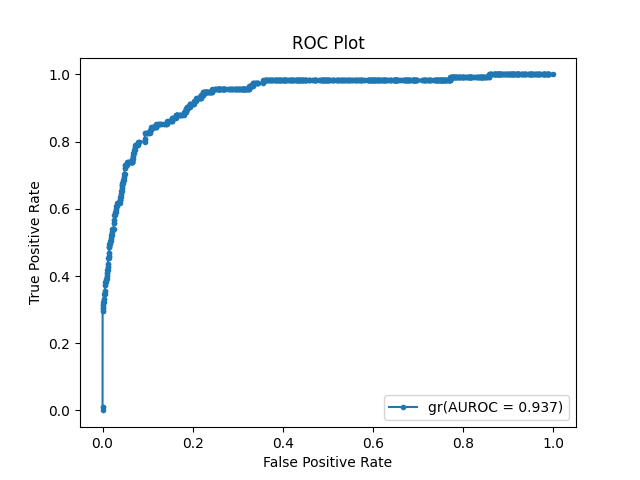 ROC Plot
True Positive Rate
1.0
0.8
0.6
0.4
0.2
0.0
gr(AUROC = 0.937)
0.0 0.2 0.4 0.6 0.8 1.0
False Positive Rate